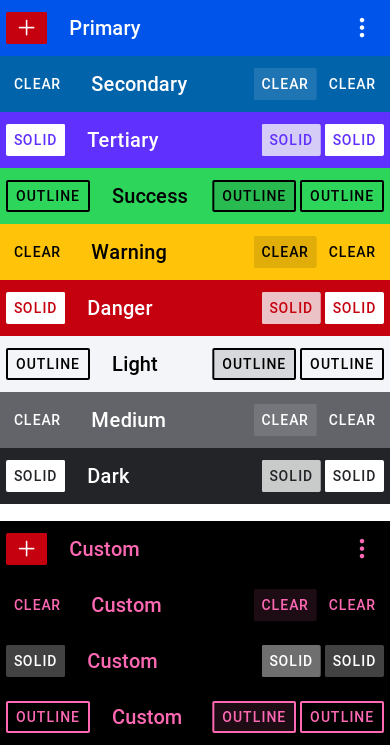 Primary
CLEAR Secondary CLEAR CLEAR
SOLID Tertiary SOLID SOLID
OUTLINE Success OUTLINE OUTLINE
CLEAR Warning CLEAR CLEAR
SOLID Danger SOLID SOLID
OUTLINE Light OUTLINE OUTLINE
CLEAR Medium CLEAR CLEAR
SOLID Dark SOLID SOLID
Custom
CLEAR Custom CLEAR CLEAR
SOLID Custom SOLID SOLID
OUTLINE Custom OUTLINE OUTLINE